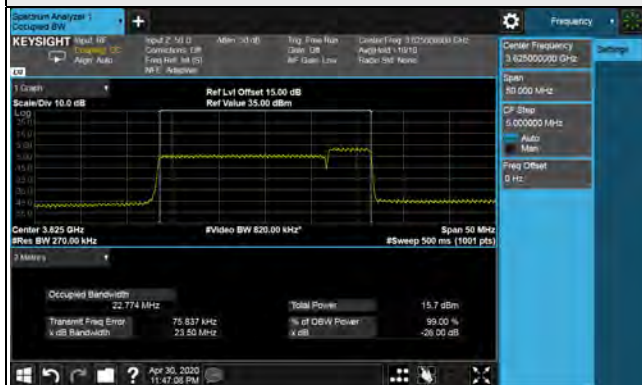 Spectrum Analyzer 1
Occupied BW
Frequency
KEYSIGHT Input: RF
Coupling: DC
Align: Auto
Input Z: 50 Ω
Corrections: Off
Freq Ref: Int (S)
NFE: Adaptive
Atten: 30 dB
Trig: Free Run
Gate: Off
#IF Gain: Low
Center Freq: 3.625000000 GHz
Avg|Hold: 10/10
Radio Std: None
Center Frequency
3.625000000 GHz
Settings
Span
50.000 MHz
CF Step
5.000000 MHz
Auto
Man
Freq Offset
0 Hz
1 Graph
Scale/Div 10.0 dB
Ref Lvl Offset 15.00 dB
Ref Value 35.00 dBm
Log
Center 3.625 GHz
#Res BW 270.00 kHz
#Video BW 820.00 kHz*
Span 50 MHz
#Sweep 500 ms (1001 pts)
2 Metrics
Occupied Bandwidth
22.774 MHz
Total Power 15.7 dBm
Transmit Freq Error 75.837 kHz
% of OBW Power 99.00 %
x dB Bandwidth 23.50 MHz
x dB -26.00 dB
?
Apr 30, 2020
11:47:06 PM